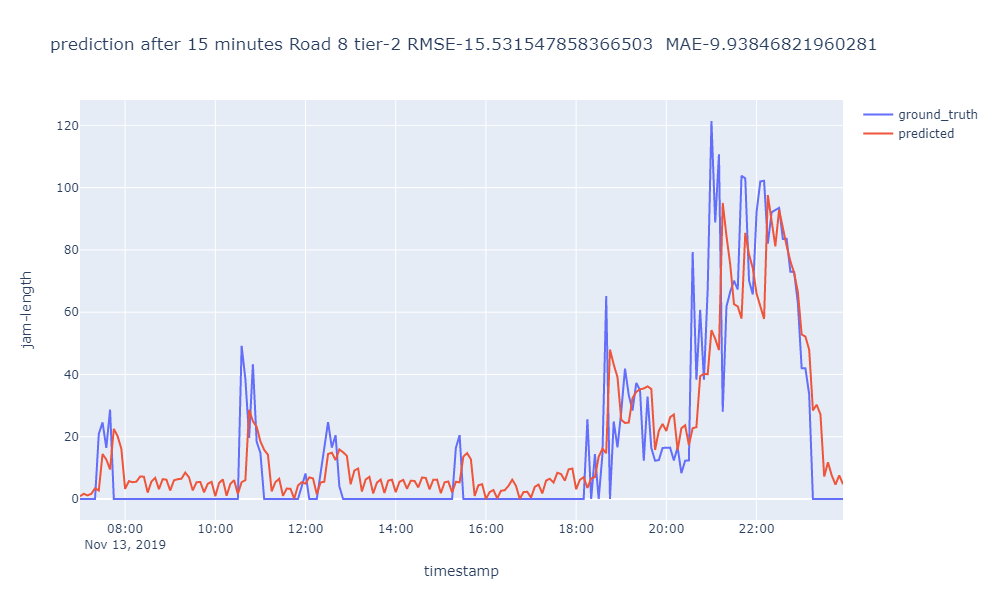 prediction after 15 minutes Road 8 tier-2 RMSE-15.531547858366503  MAE-9.93846821960281
ground_truth
predicted
120
100
80
60
40
20
0
jam-length
08:00 10:00 12:00 14:00 16:00 18:00 20:00 22:00
Nov 13, 2019
timestamp